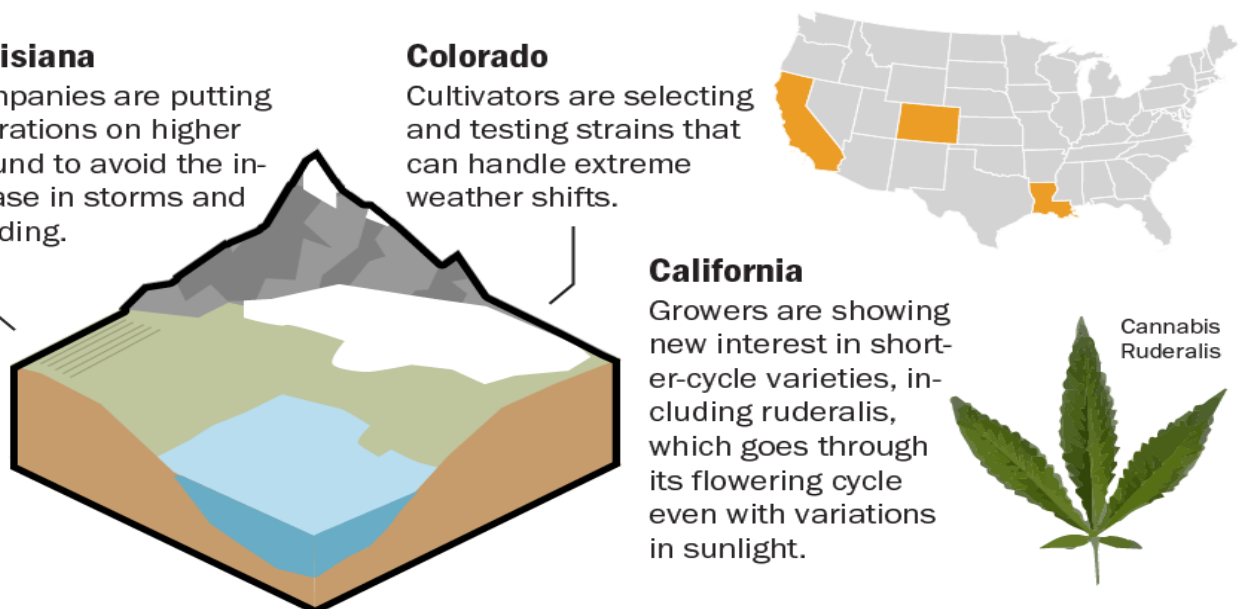 isiana
mpanies are putting
rations on higher
und to avoid the in-
ase in storms and
ding.
Colorado
Cultivators are selecting
and testing strains that
can handle extreme
weather shifts.
California
Growers are showing
new interest in short-
er-cycle varieties, in-
cluding ruderalis,
which goes through
its flowering cycle
even with variations
in sunlight.
Cannabis
Ruderalis